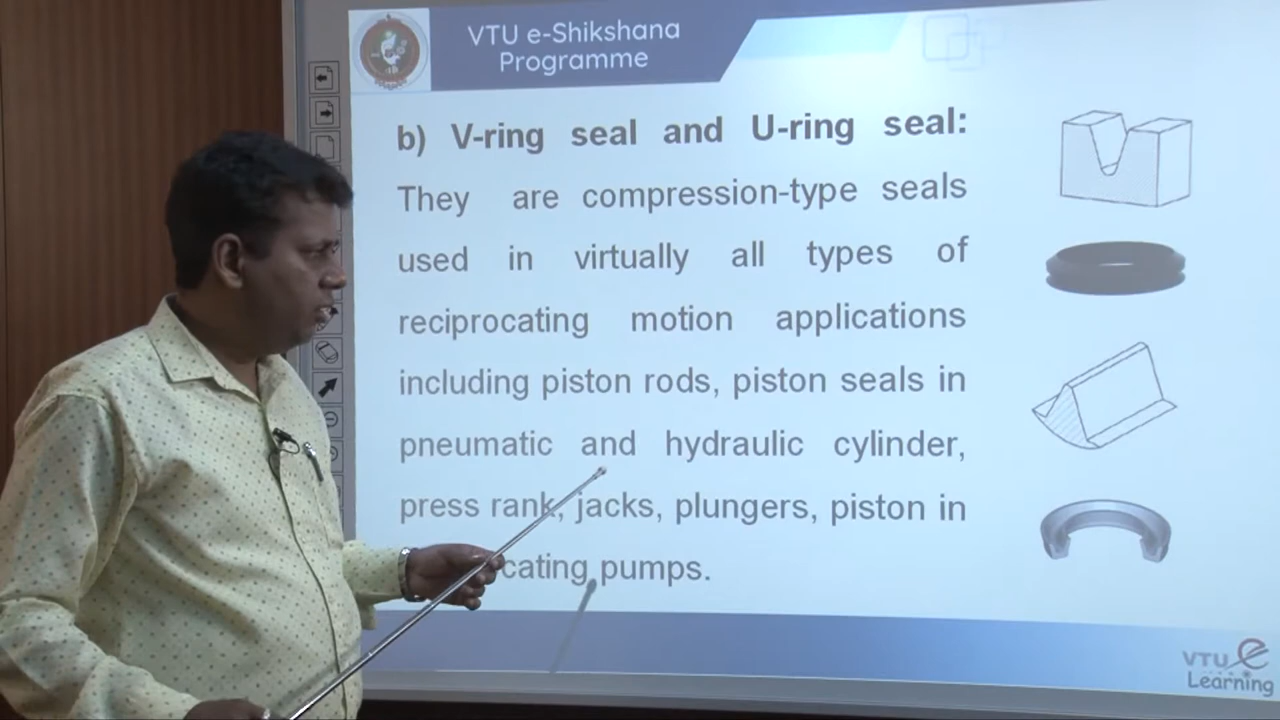 VTU e-Shikshana
Programme
b) V-ring seal and U-ring seal:
They are compression-type seals
used in virtually all types of
reciprocating motion applications
including piston rods, piston seals in
pneumatic and hydraulic cylinder,
press rank, jacks, plungers, piston in
cating pumps.
VTU e
Learning